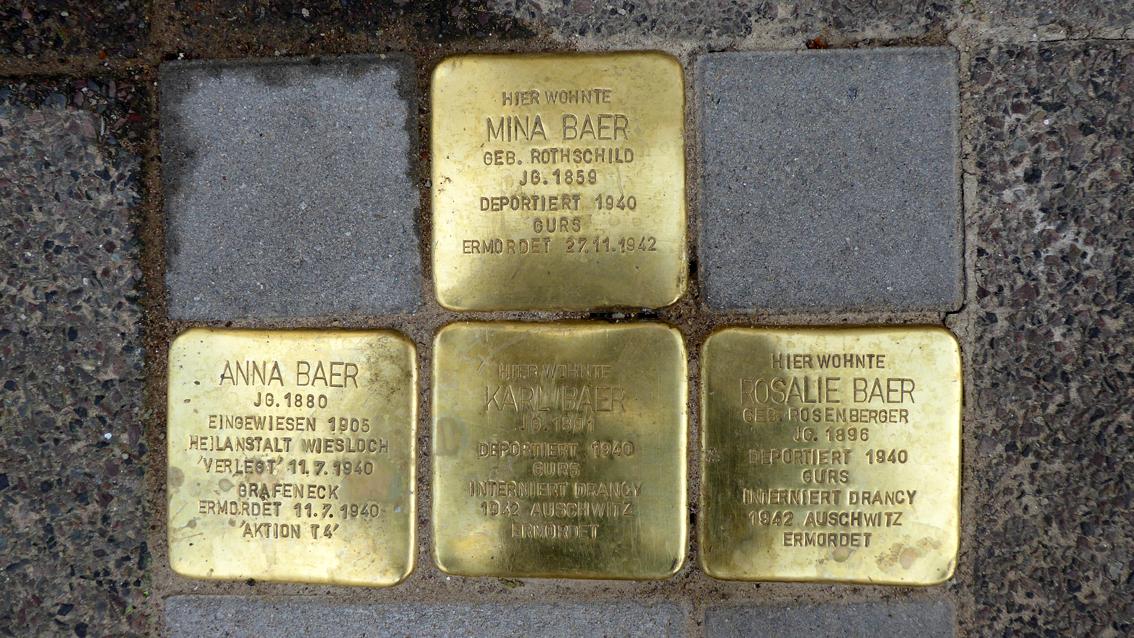 HIER WOHNTE
MINA BAER
GEB. ROTHSCHILD
JG. 1859
DEPORTIERT 1940
GURS
ERMORDET 27.11.1942
ANNA BAER
JG. 1880
EINGEWIESEN 1905
HEILANSTALT WIESLOCH
'VERLEGT' 11.7.1940
GRAFENECK
ERMORDET 11.7.1940
'AKTION T4'
HIER WOHNTE
KARL BAER
JG. 1891
DEPORTIERT 1940
GURS
INTERNIERT DRANCY
1942 AUSCHWITZ
ERMORDET
HIER WOHNTE
ROSALIE BAER
GEB. ROSENBERGER
JG. 1896
DEPORTIERT 1940
GURS
INTERNIERT DRANCY
1942 AUSCHWITZ
ERMORDET